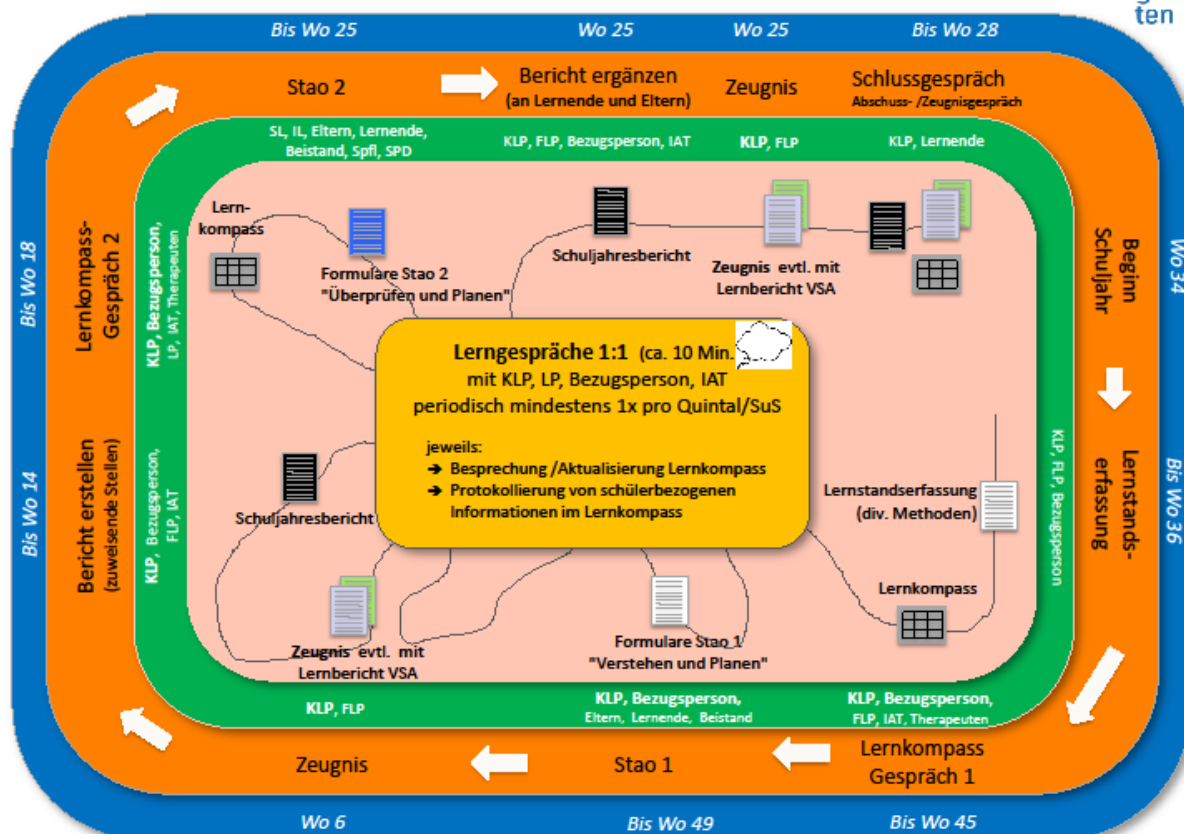 ten
Bis Wo 25
Wo 25
Wo 25
Bis Wo 28
Stao 2
Bericht ergänzen
(an Lernende und Eltern)
Zeugnis
Schlussgespräch
Abschuss- /Zeugnisgespräch
SL, IL, Eltern, Lernende,
Beistand, Spfl, SPD
KLP, FLP, Bezugsperson, IAT
KLP, FLP
KLP, Lernende
Wo 34
Beginn
Schuljahr
Bis Wo 36
Lernstands-
erfassung
KLP, FLP, Bezugsperson
Bis Wo 18
Lernkompass-
Gespräch 2
KLP, Bezugsperson,
LP, IAT, Therapeuten
Bis Wo 14
Bericht erstellen
(zuweisende Stellen)
KLP, Bezugsperson,
FLP, IAT
Lern-
kompass
Formulare Stao 2
"Überprüfen und Planen"
Schuljahresbericht
Zeugnis evtl. mit
Lernbericht VSA
Lerngespräche 1:1 (ca. 10 Min.
mit KLP, LP, Bezugsperson, IAT
periodisch mindestens 1x pro Quintal/SuS
jeweils:
➔ Besprechung /Aktualisierung Lernkompass
➔ Protokollierung von schülerbezogenen
Informationen im Lernkompass
Schuljahresbericht
Lernstandserfassung
(div. Methoden)
Lernkompass
Zeugnis evtl. mit
Lernbericht VSA
Formulare Stao 1
"Verstehen und Planen"
KLP, FLP
KLP, Bezugsperson,
Eltern, Lernende, Beistand
KLP, Bezugsperson,
FLP, IAT, Therapeuten
Zeugnis
Stao 1
Lernkompass
Gespräch 1
Wo 6
Bis Wo 49
Bis Wo 45